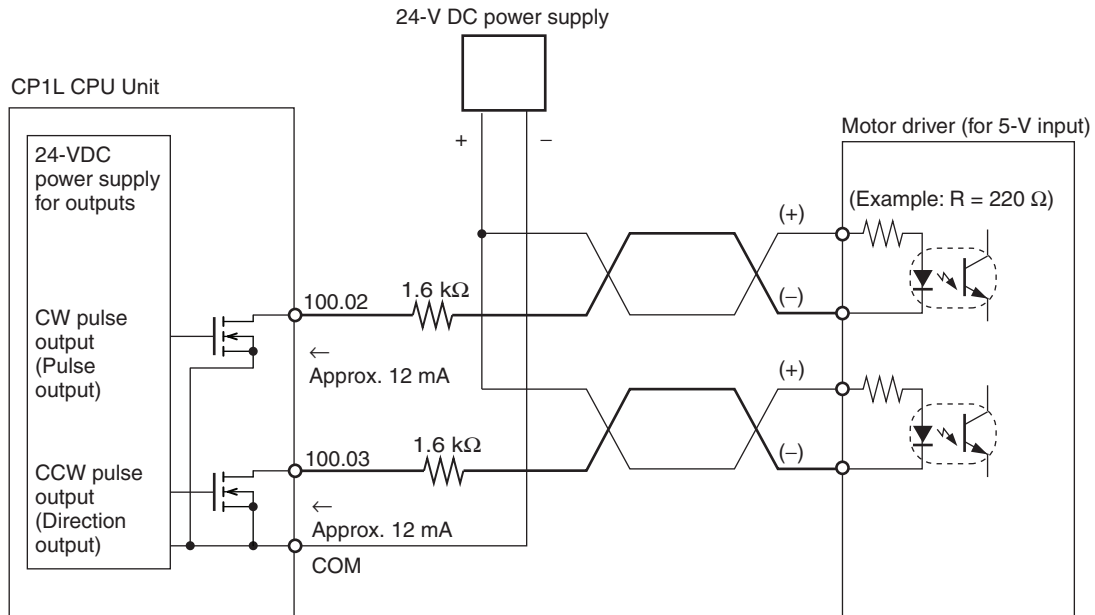 24-V DC power supply
CP1L CPU Unit
+
−
Motor driver (for 5-V input)
24-VDC
power supply
for outputs
(Example: R = 220 Ω)
(+)
(−)
CW pulse
output
(Pulse
output)
100.02
1.6 kΩ
←
Approx. 12 mA
(+)
(−)
CCW pulse
output
(Direction
output)
100.03
1.6 kΩ
←
Approx. 12 mA
COM